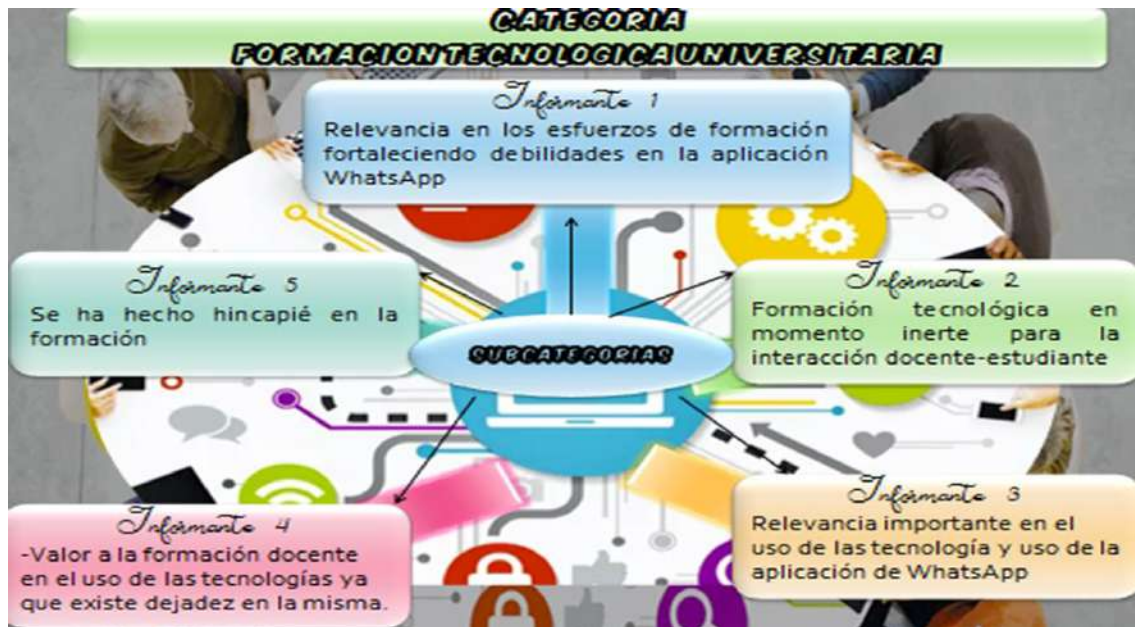 CATEGORIA
FORMACION TECNOLOGICA UNIVERSITARIA
Informante 1
Relevancia en los esfuerzos de formación
fortaleciendo debilidades en la aplicación
WhatsApp
Informante 5
Se ha hecho hincapié en la
formación
Informante 2
Formación tecnológica en
momento inerte para la
interacción docente-estudiante
SUBCATEGORIAS
Informante 4
-Valor a la formación docente
en el uso de las tecnologías ya
que existe dejadez en la misma.
Informante 3
Relevancia importante en el
uso de las tecnología y uso de la
aplicación de WhatsApp